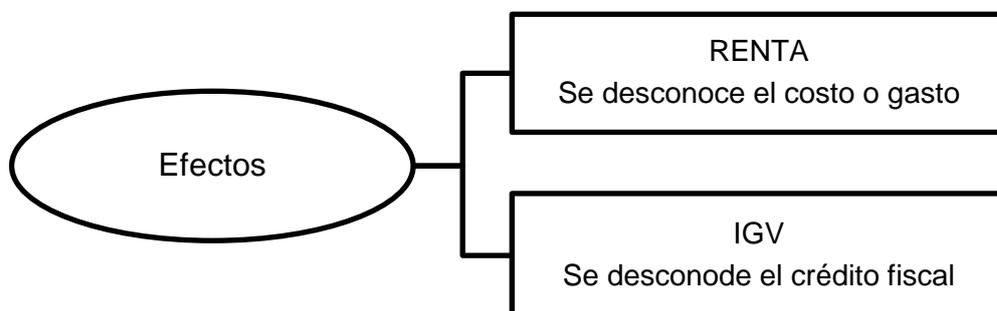 RENTA
Se desconoce el costo o gasto
Efectos
IGV
Se desconode el crédito fiscal